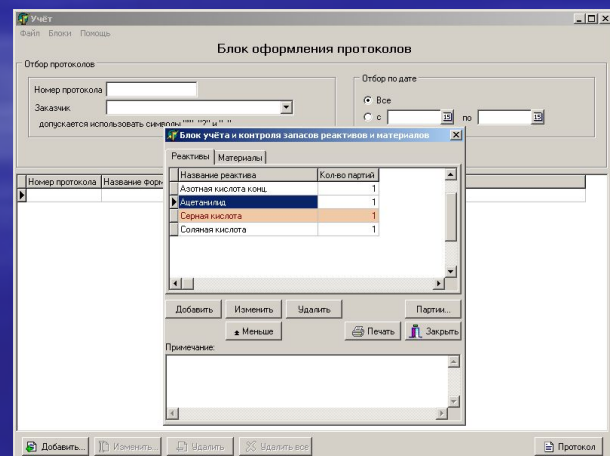 Учёт
Файл Блоки Помощь
Блок оформления протоколов
Отбор протоколов
Номер протокола
Заказчик
допускается использовать символы
Отбор по дате
Все
с 15 по 15
Номер протокола Название
Блок учёта и контроля запасов реактивов и материалов
Реактивы Материалы
Название реактива Кол-во партий
Азотная кислота конц. 1
Ацетанилид 1
Серная кислота 1
Соляная кислота 1
Добавить Изменить Удалить Партии...
Меньше Печать Закрыть
Примечание:
Добавить... Изменить... Удалить Удалить все Протокол